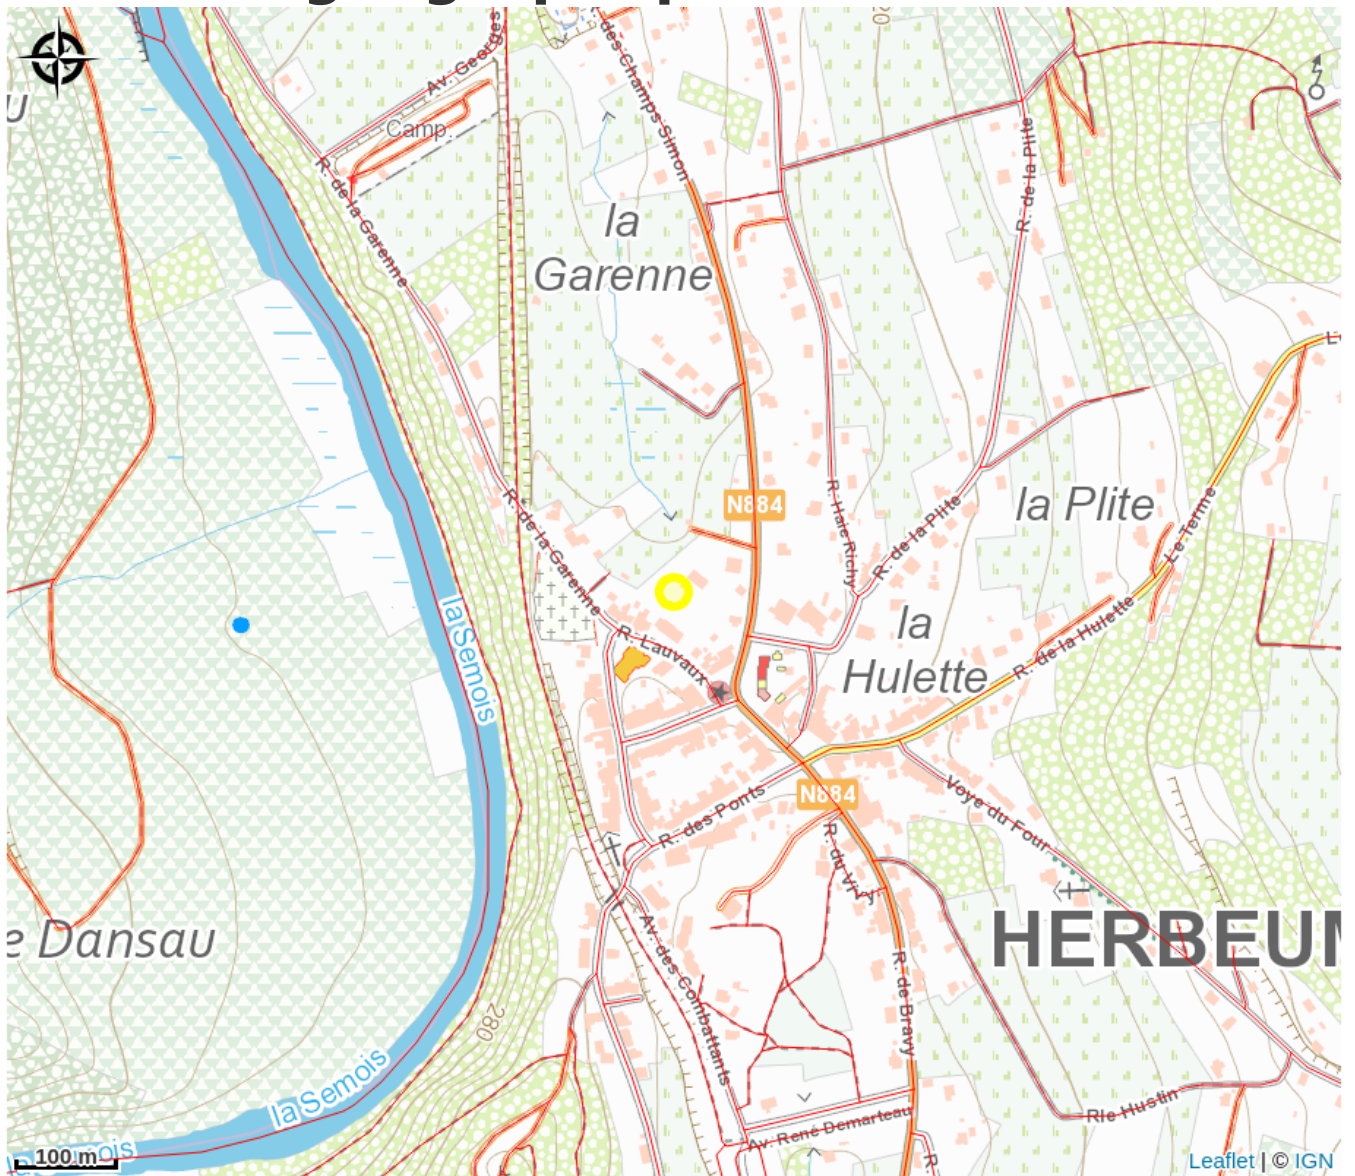 R. des Champs Simon
Av. Georges
Camp.
R. de la Garenne
la
Garenne
R. de la Plite
N884
la Plite
R. Haie Richy
R. de la Plite
Le Terme
R. de la Garenne
la Semois
R. Lauvaux
la
Hulette
R. de la Hulette
N884
R. des Ponts
Voye du Four
R. du Vivy
HERBEUM
e Dansau
Av. des Combattants
R. de Bravy
280
la Semois
Rle Hustin
Av. René Demarteau
100 m
Leaflet | © IGN